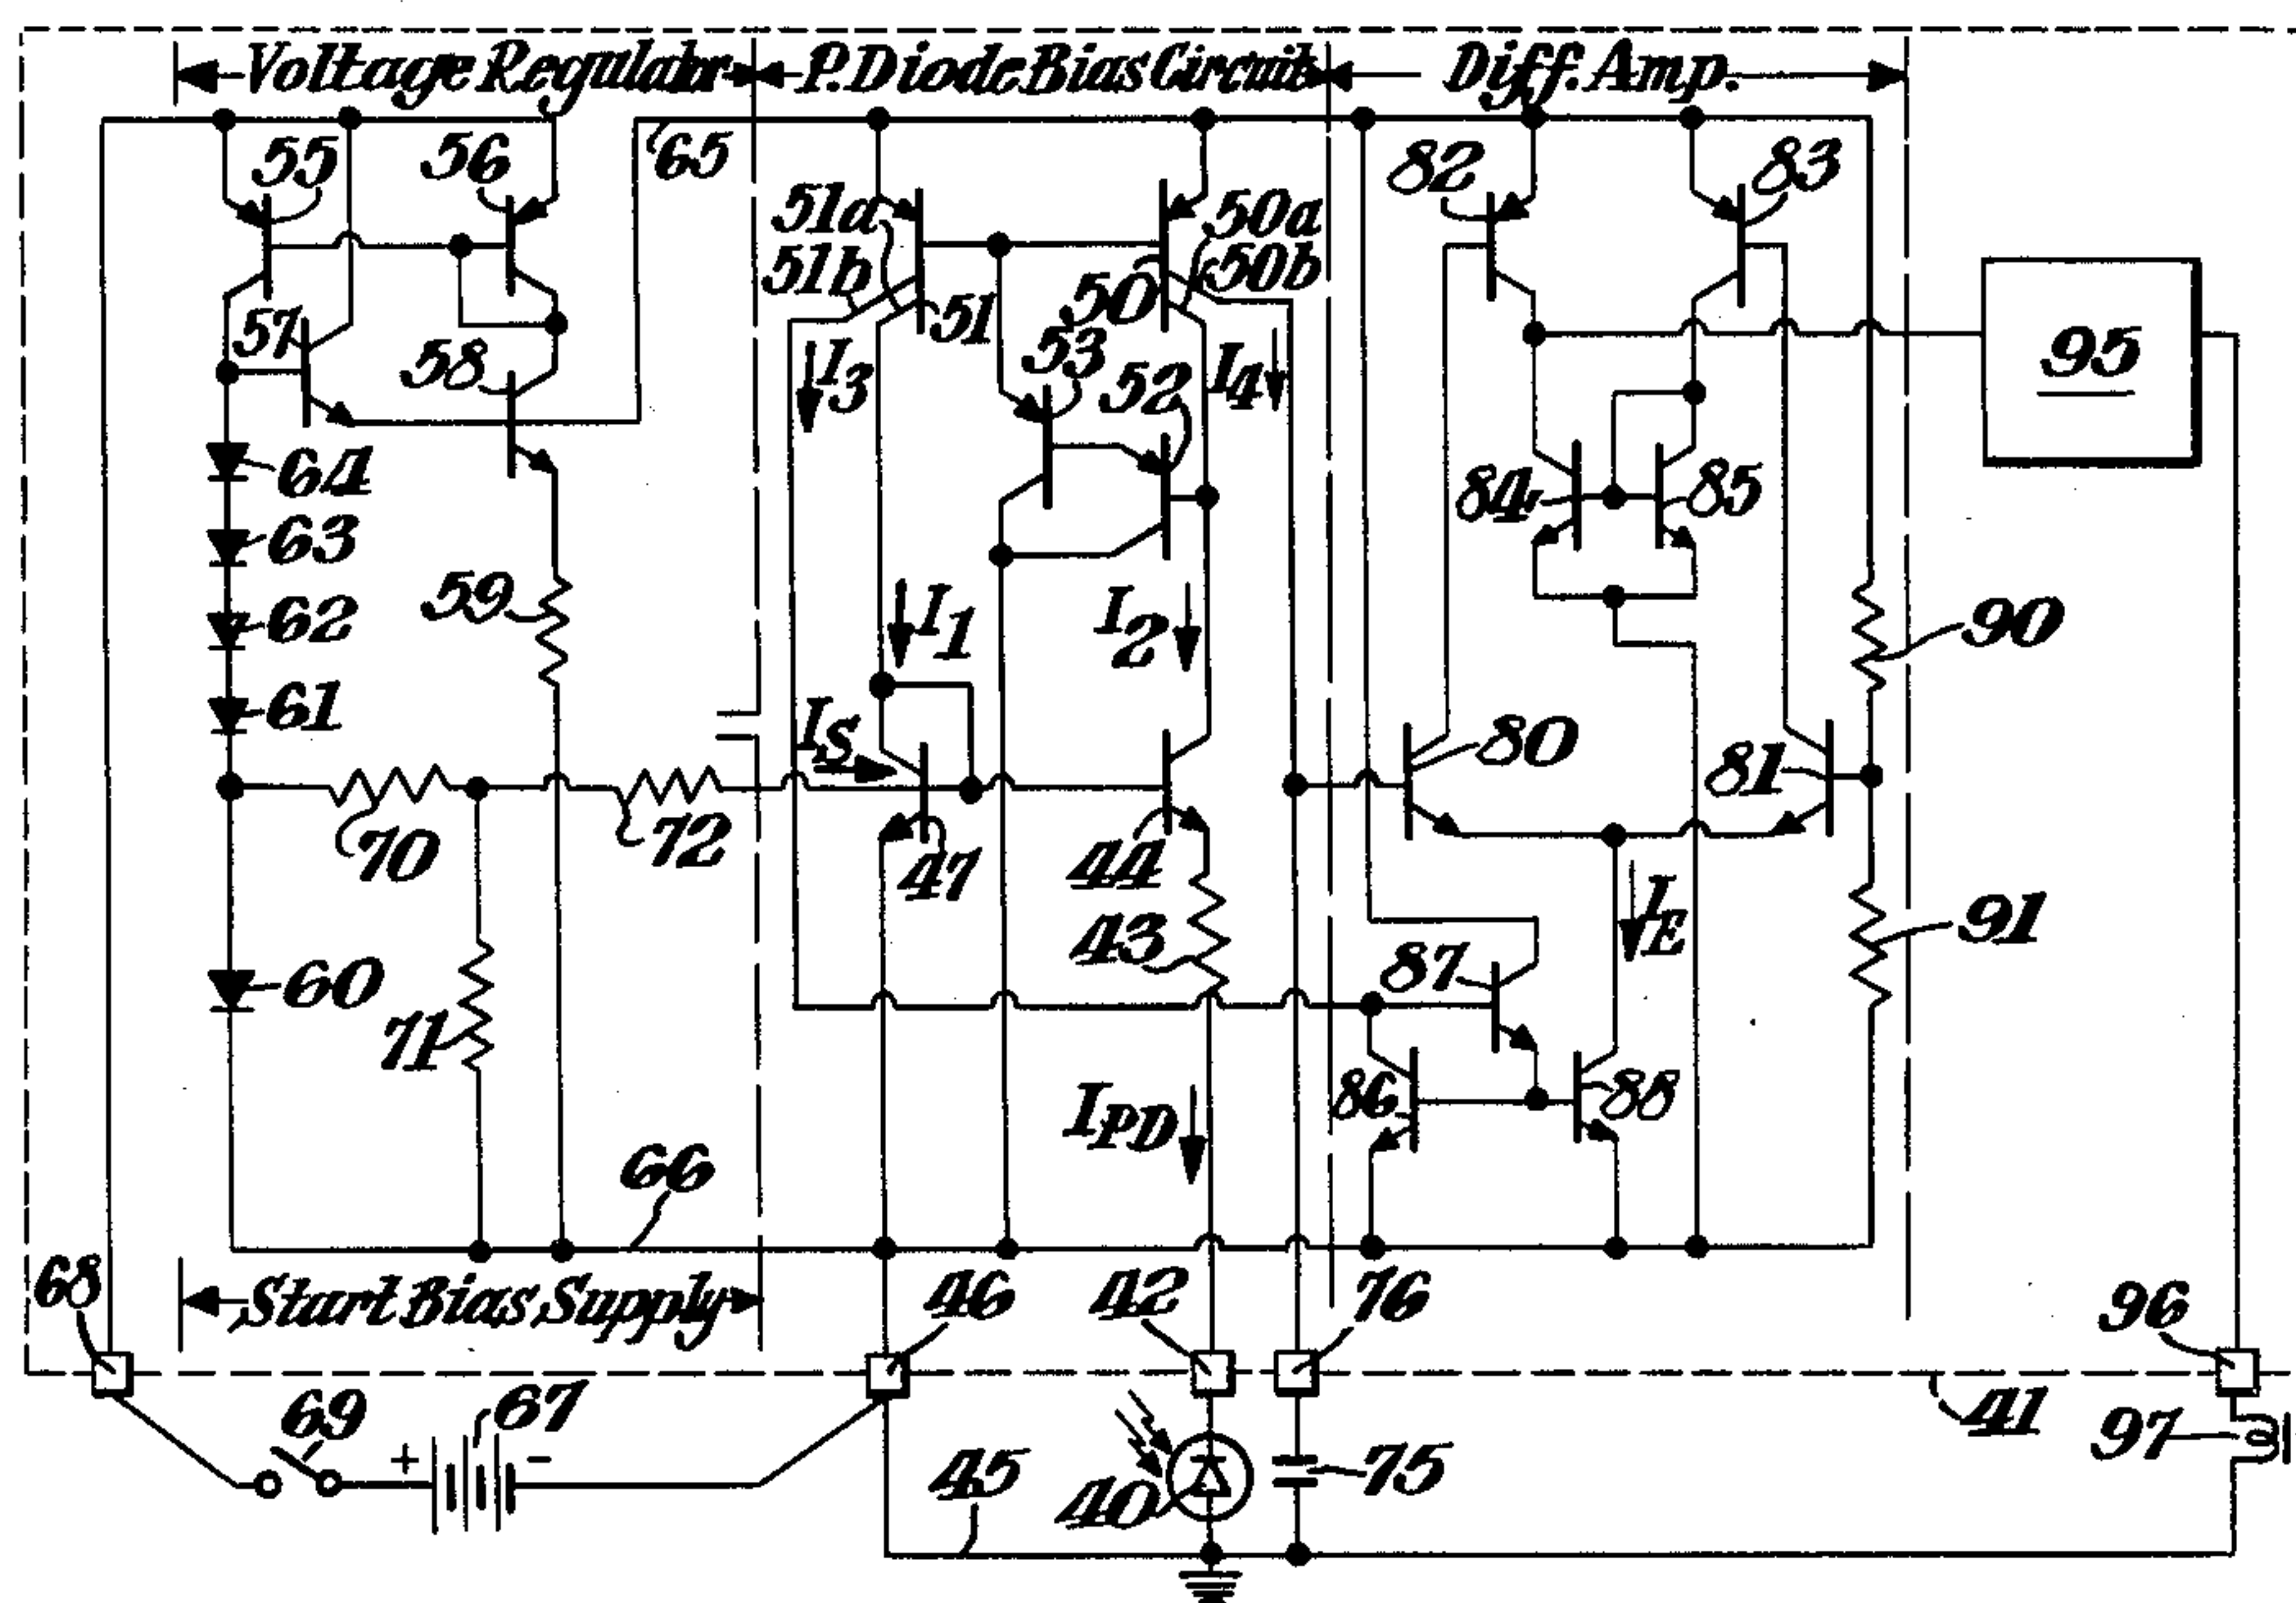 Voltage Regulator P. Diode Bias Circuit Diff. Amp.
55 56 65 82 83
51a 50a
51b 50b
57 51 50
58 I3 53 52 I4 95
64 84 85
63
62 59 I1 I2 90
61
IS 80 81
70 72 47 44
43 IE 91
60 87
71
IPD 86 88
66
68 Start Bias Supply 46 42 76 96
69 67 41
+ - 45 40 75 97